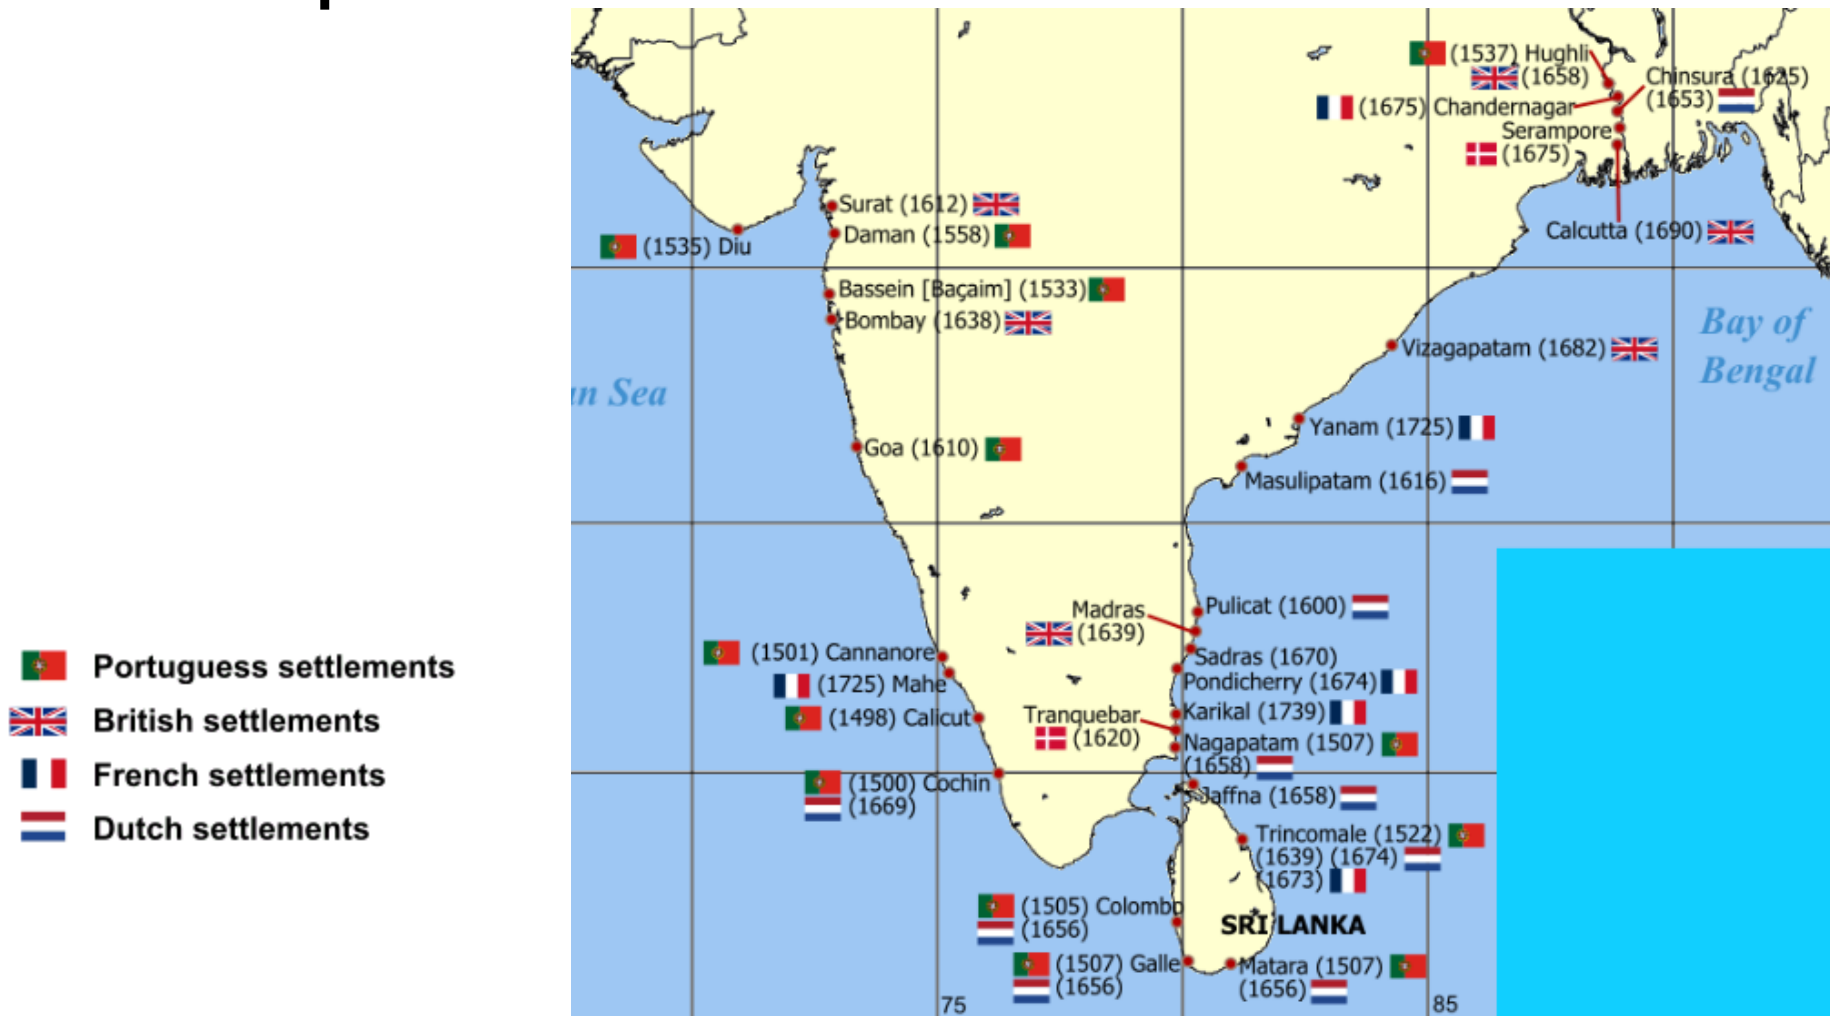 (1537) Hughli
(1658)
Chinsura (1625)
(1653)
(1675) Chandernagar
Serampore
(1675)
Surat (1612)
Daman (1558)
(1535) Diu
Calcutta (1690)
Bassein [Baçaim] (1533)
Bombay (1638)
Bay of
Bengal
Vizagapatam (1682)
an Sea
Yanam (1725)
Goa (1610)
Masulipatam (1616)
Pulicat (1600)
Madras
(1639)
(1501) Cannanore
Sadras (1670)
(1725) Mahe
Pondicherry (1674)
(1498) Calicut
Tranquebar
(1620)
Karikal (1739)
Nagapatam (1507)
(1658)
(1500) Cochin
(1669)
Jaffna (1658)
Trincomale (1522)
(1639) (1674)
(1673)
(1505) Colombo
(1656)
SRI LANKA
(1507) Galle
(1656)
Matara (1507)
(1656)
75
85
Portuguess settlements
British settlements
French settlements
Dutch settlements